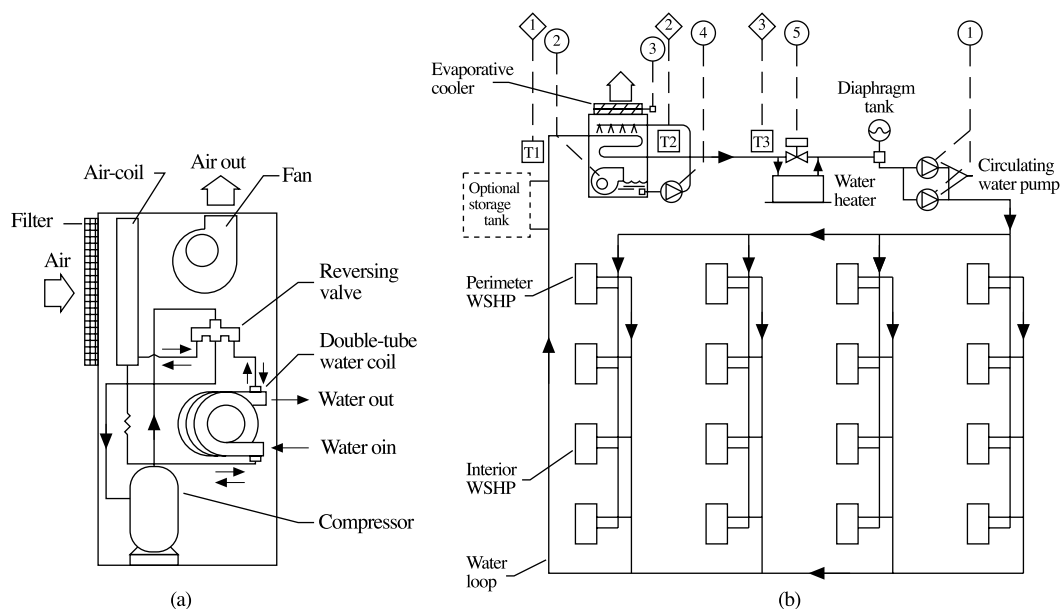 Air out
Air-coil
Fan
Filter
Air
Reversing
valve
Double-tube
water coil
Water out
Water oin
Compressor
(a)
1
2
3
2
4
3
5
1
Evaporative
cooler
T1
T2
T3
Diaphragm
tank
Circulating
water pump
Water
heater
Optional
storage
tank
Perimeter
WSHP
Interior
WSHP
Water
loop
(b)